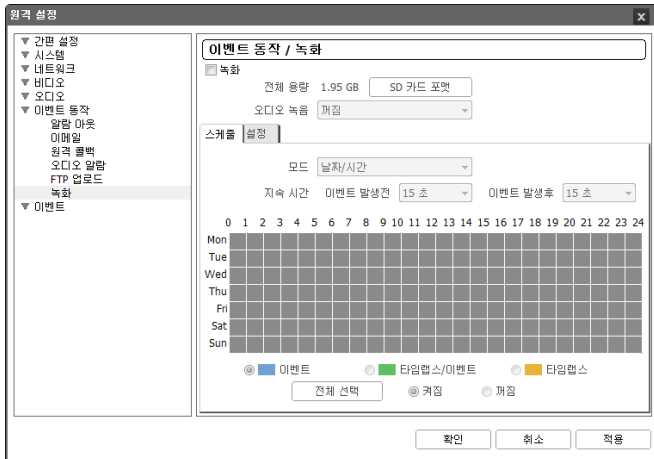 원격 설정
x
▼ 간편 설정
▼ 시스템
▼ 네트워크
▼ 비디오
▼ 오디오
▼ 이벤트 동작
알람 아웃
이메일
원격 콜백
오디오 알람
FTP 업로드
녹화
▼ 이벤트
이벤트 동작 / 녹화
녹화
전체 용량 1.95 GB SD 카드 포맷
오디오 녹음 꺼짐
스케쥴 설정
모드 날짜/시간
지속 시간 이벤트 발생전 15 초 이벤트 발생후 15 초
0 1 2 3 4 5 6 7 8 9 10 11 12 13 14 15 16 17 18 19 20 21 22 23 24
Mon
Tue
Wed
Thu
Fri
Sat
Sun
이벤트 타임랩스/이벤트 타임랩스
전체 선택 켜짐 꺼짐
확인 취소 적용